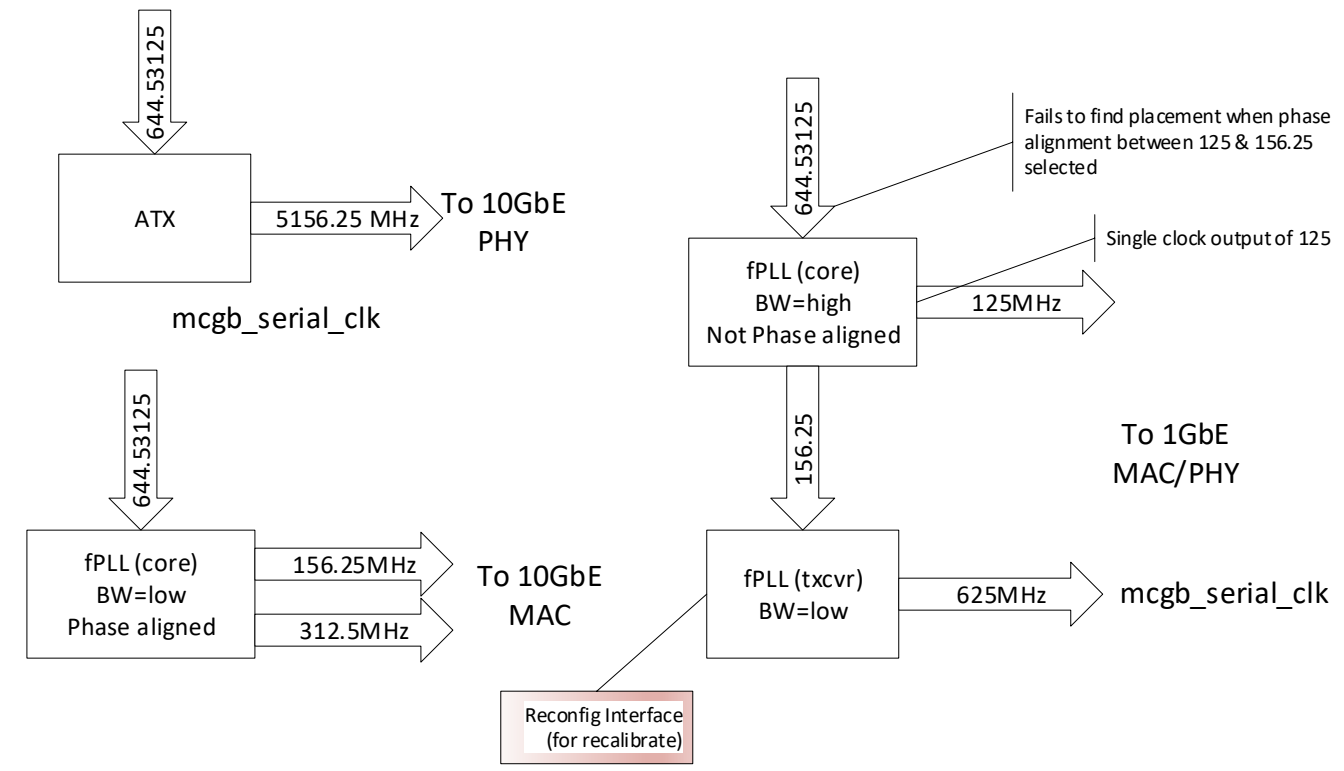 644.53125
ATX
5156.25 MHz
To 10GbE
PHY
mcgb_serial_clk
644.53125
fPLL (core)
BW=low
Phase aligned
156.25MHz
312.5MHz
To 10GbE
MAC
644.53125
Fails to find placement when phase
alignment between 125 & 156.25
selected
Single clock output of 125
fPLL (core)
BW=high
Not Phase aligned
125MHz
156.25
To 1GbE
MAC/PHY
fPLL (txcvr)
BW=low
625MHz
mcgb_serial_clk
Reconfig Interface
(for recalibrate)